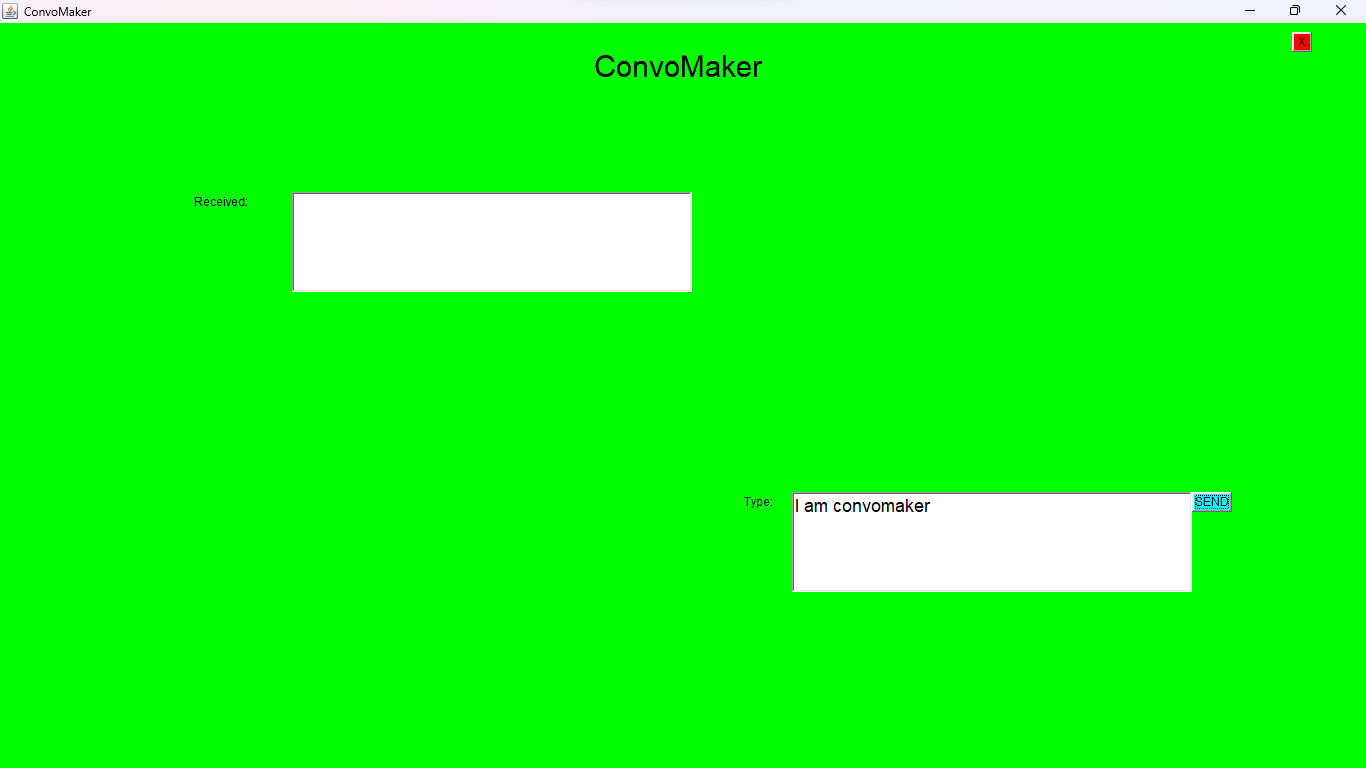 ConvoMaker
X
ConvoMaker
Received:
Type:
I am convomaker
SEND